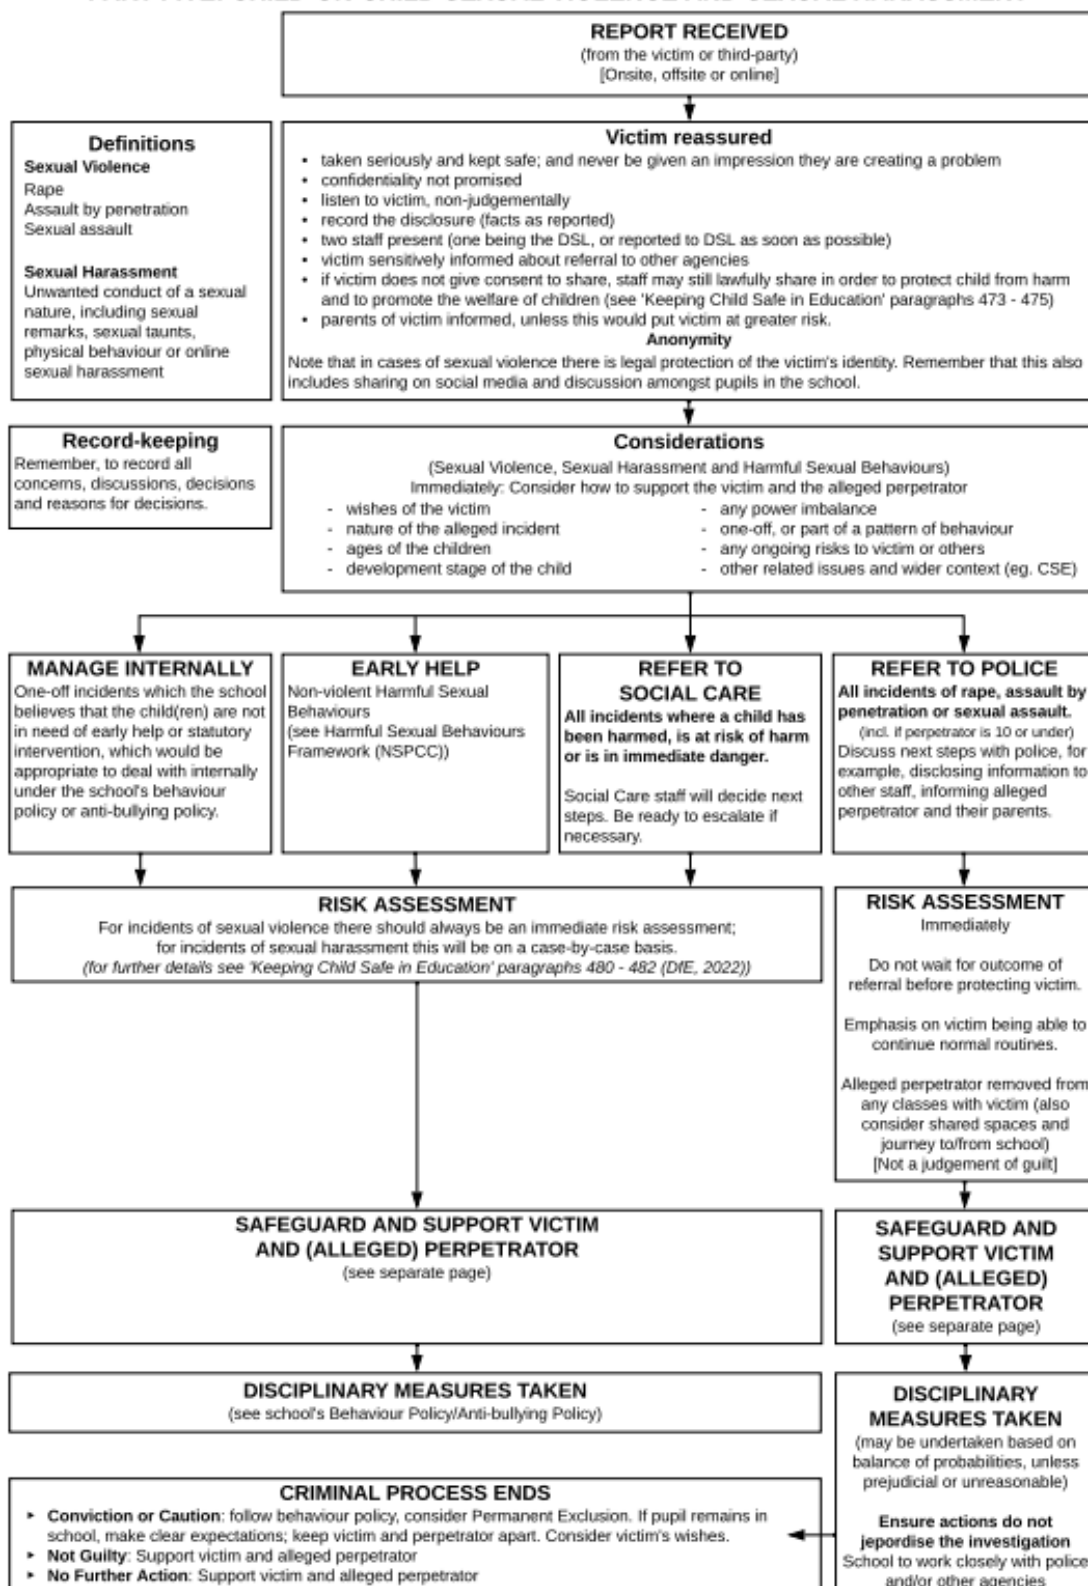 REPORT RECEIVED
(from the victim or third-party)
[Onsite, offsite or online]
Definitions
Sexual Violence
Rape
Assault by penetration
Sexual assault
Sexual Harassment
Unwanted conduct of a sexual
nature, including sexual
remarks, sexual taunts,
physical behaviour or online
sexual harassment
Victim reassured
• taken seriously and kept safe; and never be given an impression they are creating a problem
• confidentiality not promised
• listen to victim, non-judgementally
• record the disclosure (facts as reported)
• two staff present (one being the DSL, or reported to DSL as soon as possible)
• victim sensitively informed about referral to other agencies
• if victim does not give consent to share, staff may still lawfully share in order to protect child from harm
and to promote the welfare of children (see 'Keeping Child Safe in Education' paragraphs 473 - 475)
• parents of victim informed, unless this would put victim at greater risk.
Anonymity
Note that in cases of sexual violence there is legal protection of the victim's identity. Remember that this also
includes sharing on social media and discussion amongst pupils in the school.
Record-keeping
Remember, to record all
concerns, discussions, decisions
and reasons for decisions.
Considerations
(Sexual Violence, Sexual Harassment and Harmful Sexual Behaviours)
Immediately: Consider how to support the victim and the alleged perpetrator
- wishes of the victim
- nature of the alleged incident
- ages of the children
- development stage of the child
- any power imbalance
- one-off, or part of a pattern of behaviour
- any ongoing risks to victim or others
- other related issues and wider context (eg. CSE)
MANAGE INTERNALLY
One-off incidents which the school
believes that the child(ren) are not
in need of early help or statutory
intervention, which would be
appropriate to deal with internally
under the school's behaviour
policy or anti-bullying policy.
EARLY HELP
Non-violent Harmful Sexual
Behaviours
(see Harmful Sexual Behaviours
Framework (NSPCC))
REFER TO
SOCIAL CARE
All incidents where a child has
been harmed, is at risk of harm
or is in immediate danger.
Social Care staff will decide next
steps. Be ready to escalate if
necessary.
REFER TO POLICE
All incidents of rape, assault by
penetration or sexual assault.
(incl. if perpetrator is 10 or under)
Discuss next steps with police, for
example, disclosing information to
other staff, informing alleged
perpetrator and their parents.
RISK ASSESSMENT
For incidents of sexual violence there should always be an immediate risk assessment;
for incidents of sexual harassment this will be on a case-by-case basis.
(for further details see 'Keeping Child Safe in Education' paragraphs 480 - 482 (DfE, 2022))
RISK ASSESSMENT
Immediately
Do not wait for outcome of
referral before protecting victim.
Emphasis on victim being able to
continue normal routines.
Alleged perpetrator removed from
any classes with victim (also
consider shared spaces and
journey to/from school)
[Not a judgement of guilt]
SAFEGUARD AND SUPPORT VICTIM
AND (ALLEGED) PERPETRATOR
(see separate page)
SAFEGUARD AND
SUPPORT VICTIM
AND (ALLEGED)
PERPETRATOR
(see separate page)
DISCIPLINARY MEASURES TAKEN
(see school's Behaviour Policy/Anti-bullying Policy)
DISCIPLINARY
MEASURES TAKEN
(may be undertaken based on
balance of probabilities, unless
prejudicial or unreasonable)
Ensure actions do not
jepordise the investigation
School to work closely with police
and/or other agencies
CRIMINAL PROCESS ENDS
▸ Conviction or Caution: follow behaviour policy, consider Permanent Exclusion. If pupil remains in
school, make clear expectations; keep victim and perpetrator apart. Consider victim's wishes.
▸ Not Guilty: Support victim and alleged perpetrator
▸ No Further Action: Support victim and alleged perpetrator